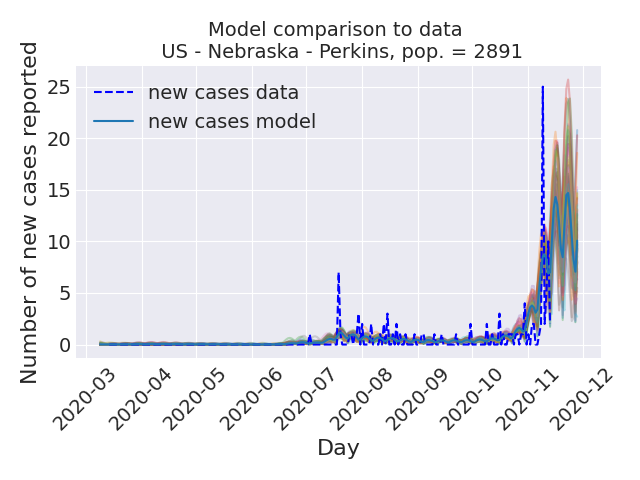 Model comparison to data
US - Nebraska - Perkins, pop. = 2891
Number of new cases reported
25
20
15
10
5
0
new cases data
new cases model
2020-03
2020-04
2020-05
2020-06
2020-07
2020-08
2020-09
2020-10
2020-11
2020-12
Day